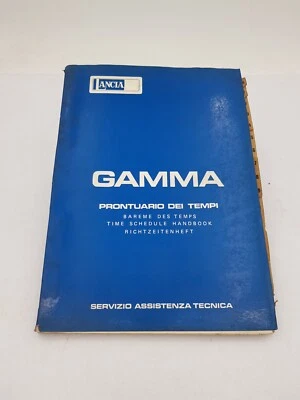 LANCIA
GAMMA
PRONTUARIO DEI TEMPI
BAREME DES TEMPS
TIME SCHEDULE HANDBOOK
RICHTZEITENHEFT
SERVIZIO ASSISTENZA TECNICA